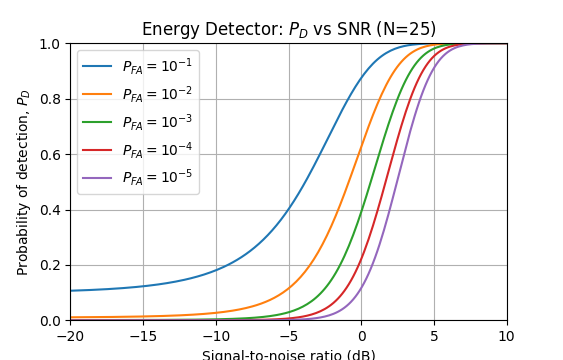 Energy Detector: P_D vs SNR (N=25)
1.0
0.8
0.6
0.4
0.2
0.0
Probability of detection, P_D
P_FA = 10⁻¹
P_FA = 10⁻²
P_FA = 10⁻³
P_FA = 10⁻⁴
P_FA = 10⁻⁵
−20 −15 −10 −5 0 5 10
Signal-to-noise ratio (dB)